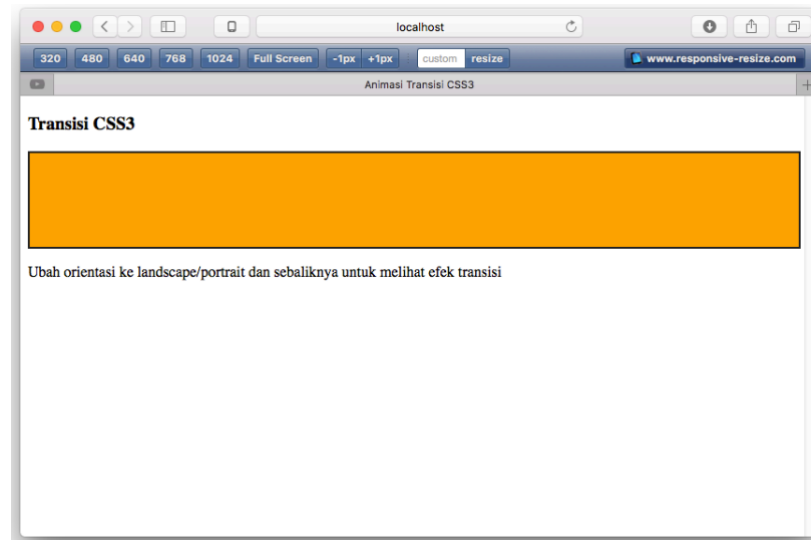 localhost
320 480 640 768 1024 Full Screen -1px +1px custom resize www.responsive-resize.com
Animasi Transisi CSS3
Transisi CSS3
Ubah orientasi ke landscape/portrait dan sebaliknya untuk melihat efek transisi